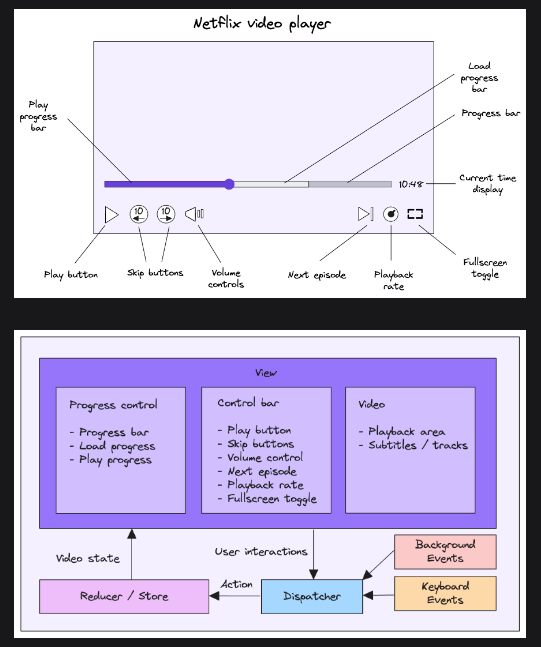 Netflix video player
Load
progress
bar
Play
progress
bar
Progress bar
10:48
Current time
display
10
10
Play button
Skip buttons
Volume
controls
Next episode
Playback
rate
Fullscreen
toggle
View
Progress control
- Progress bar
- Load progress
- Play progress
Control bar
- Play button
- Skip buttons
- Volume control
- Next episode
- Playback rate
- Fullscreen toggle
Video
- Playback area
- Subtitles / tracks
Video state
User interactions
Background
Events
Reducer / Store
Action
Dispatcher
Keyboard
Events